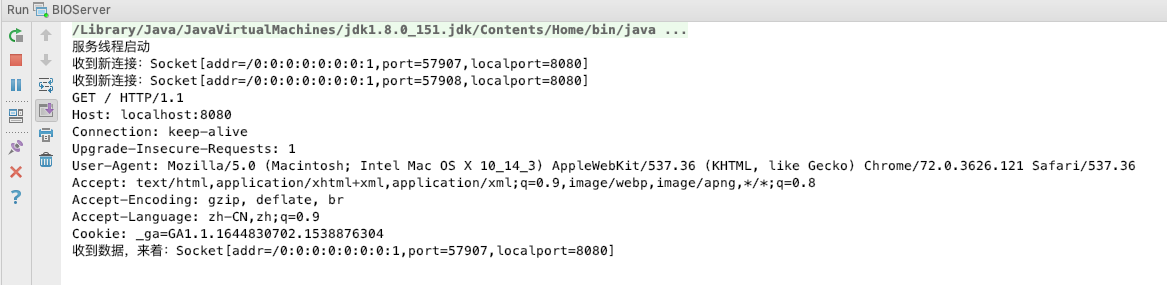 Run BIOServer
/Library/Java/JavaVirtualMachines/jdk1.8.0_151.jdk/Contents/Home/bin/java ...
服务线程启动
收到新连接：Socket[addr=/0:0:0:0:0:0:0:1,port=57907,localport=8080]
收到新连接：Socket[addr=/0:0:0:0:0:0:0:1,port=57908,localport=8080]
GET / HTTP/1.1
Host: localhost:8080
Connection: keep-alive
Upgrade-Insecure-Requests: 1
User-Agent: Mozilla/5.0 (Macintosh; Intel Mac OS X 10_14_3) AppleWebKit/537.36 (KHTML, like Gecko) Chrome/72.0.3626.121 Safari/537.36
Accept: text/html,application/xhtml+xml,application/xml;q=0.9,image/webp,image/apng,*/*;q=0.8
Accept-Encoding: gzip, deflate, br
Accept-Language: zh-CN,zh;q=0.9
Cookie: _ga=GA1.1.1644830702.1538876304
收到数据, 来着：Socket[addr=/0:0:0:0:0:0:0:1,port=57907,localport=8080]